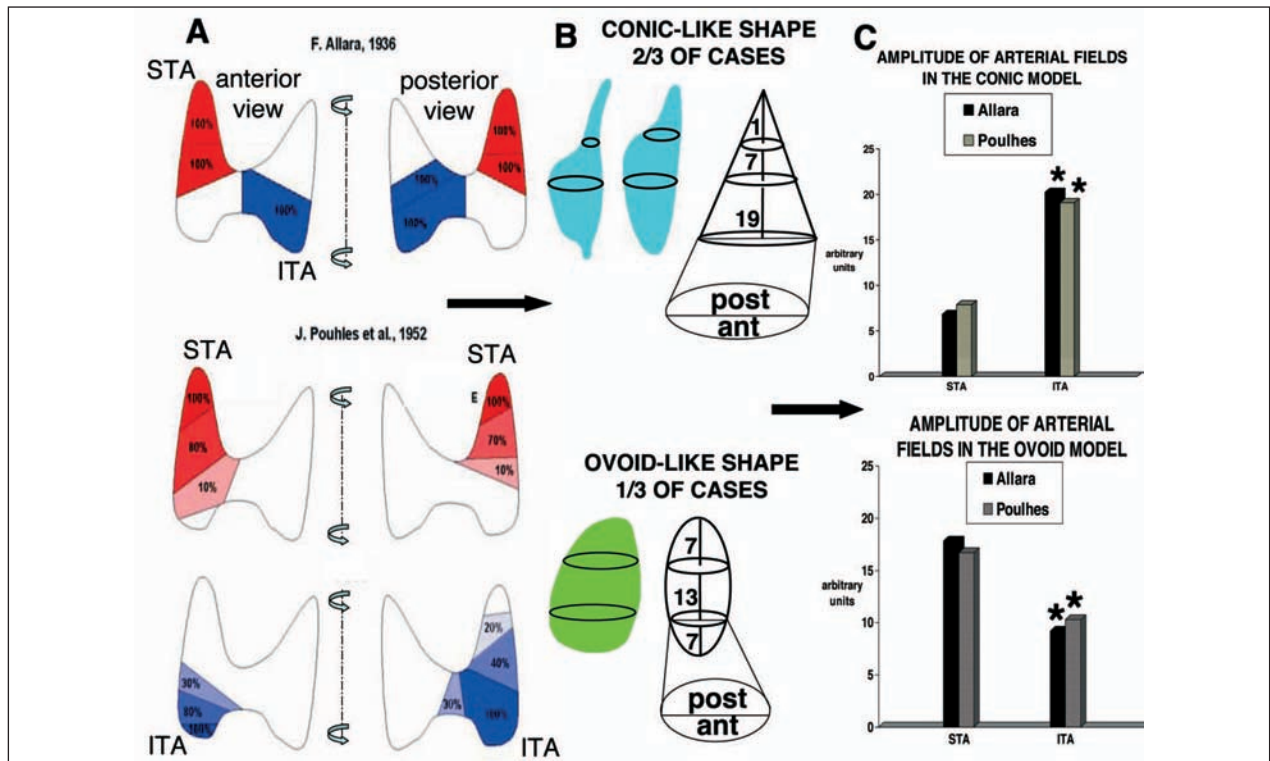 A
F. Allara, 1936
STA
anterior
view
posterior
view
100%
100%
100%
100%
100%
100%
100%
ITA
J. Pouhles et al., 1952
STA
STA
100%
80%
10%
E
100%
70%
10%
30%
80%
100%
ITA
20%
40%
30%
100%
ITA
B
CONIC-LIKE SHAPE
2/3 OF CASES
1
7
19
post
ant
OVOID-LIKE SHAPE
1/3 OF CASES
7
13
7
post
ant
C
AMPLITUDE OF ARTERIAL FIELDS
IN THE CONIC MODEL
Allara
Poulhes
25
20
15
10
5
0
arbitrary
units
* *
STA
ITA
AMPLITUDE OF ARTERIAL
FIELDS IN THE OVOID MODEL
Allara
Poulhes
25
20
15
10
5
0
arbitrary
units
* *
STA
ITA